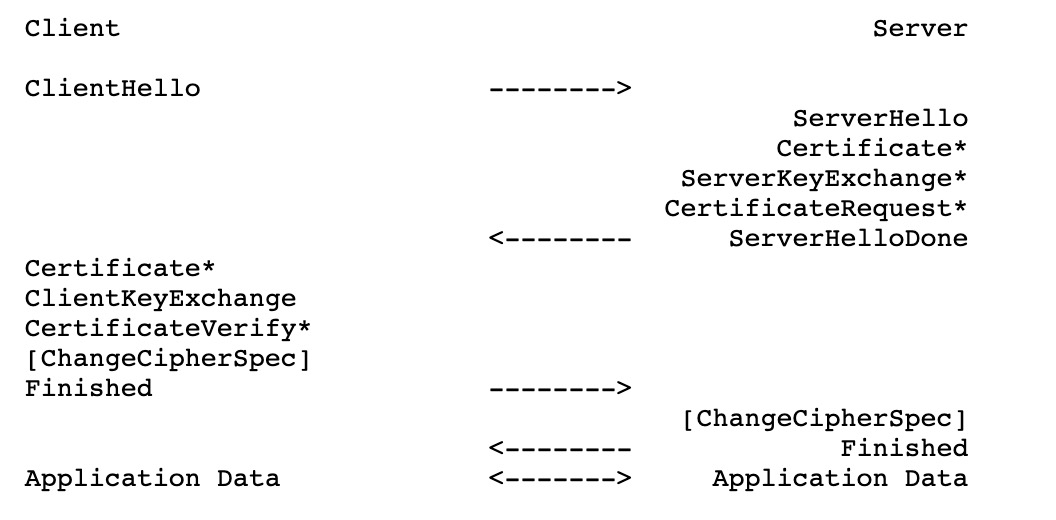 Client                                               Server

ClientHello                  -------->
                                                ServerHello
                                               Certificate*
                                         ServerKeyExchange*
                                        CertificateRequest*
                             <--------      ServerHelloDone
Certificate*
ClientKeyExchange
CertificateVerify*
[ChangeCipherSpec]
Finished                     -------->
                                         [ChangeCipherSpec]
                             <--------             Finished
Application Data             <------->     Application Data